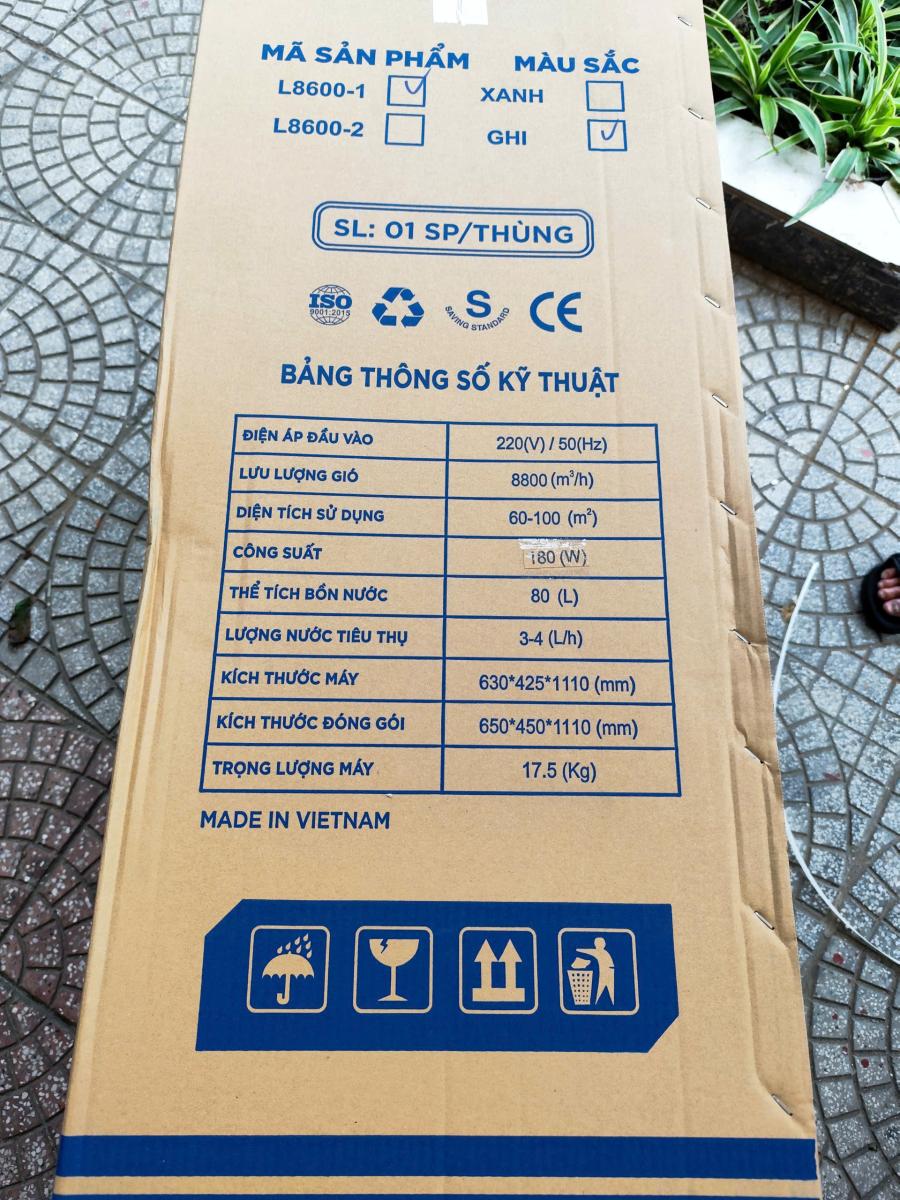 MÃ SẢN PHẨM MÀU SẮC
L8600-1 XANH
L8600-2 GHI
SL: 01 SP/THÙNG
ISO
9001:2015
S
SAVING STANDARD
CE
BẢNG THÔNG SỐ KỸ THUẬT
ĐIỆN ÁP ĐẦU VÀO 220(V) / 50(Hz)
LƯU LƯỢNG GIÓ 8800 (m³/h)
DIỆN TÍCH SỬ DỤNG 60-100 (m²)
CÔNG SUẤT 180 (W)
THỂ TÍCH BỒN NƯỚC 80 (L)
LƯỢNG NƯỚC TIÊU THỤ 3-4 (L/h)
KÍCH THƯỚC MÁY 630*425*1110 (mm)
KÍCH THƯỚC ĐÓNG GÓI 650*450*1110 (mm)
TRỌNG LƯỢNG MÁY 17.5 (Kg)
MADE IN VIETNAM